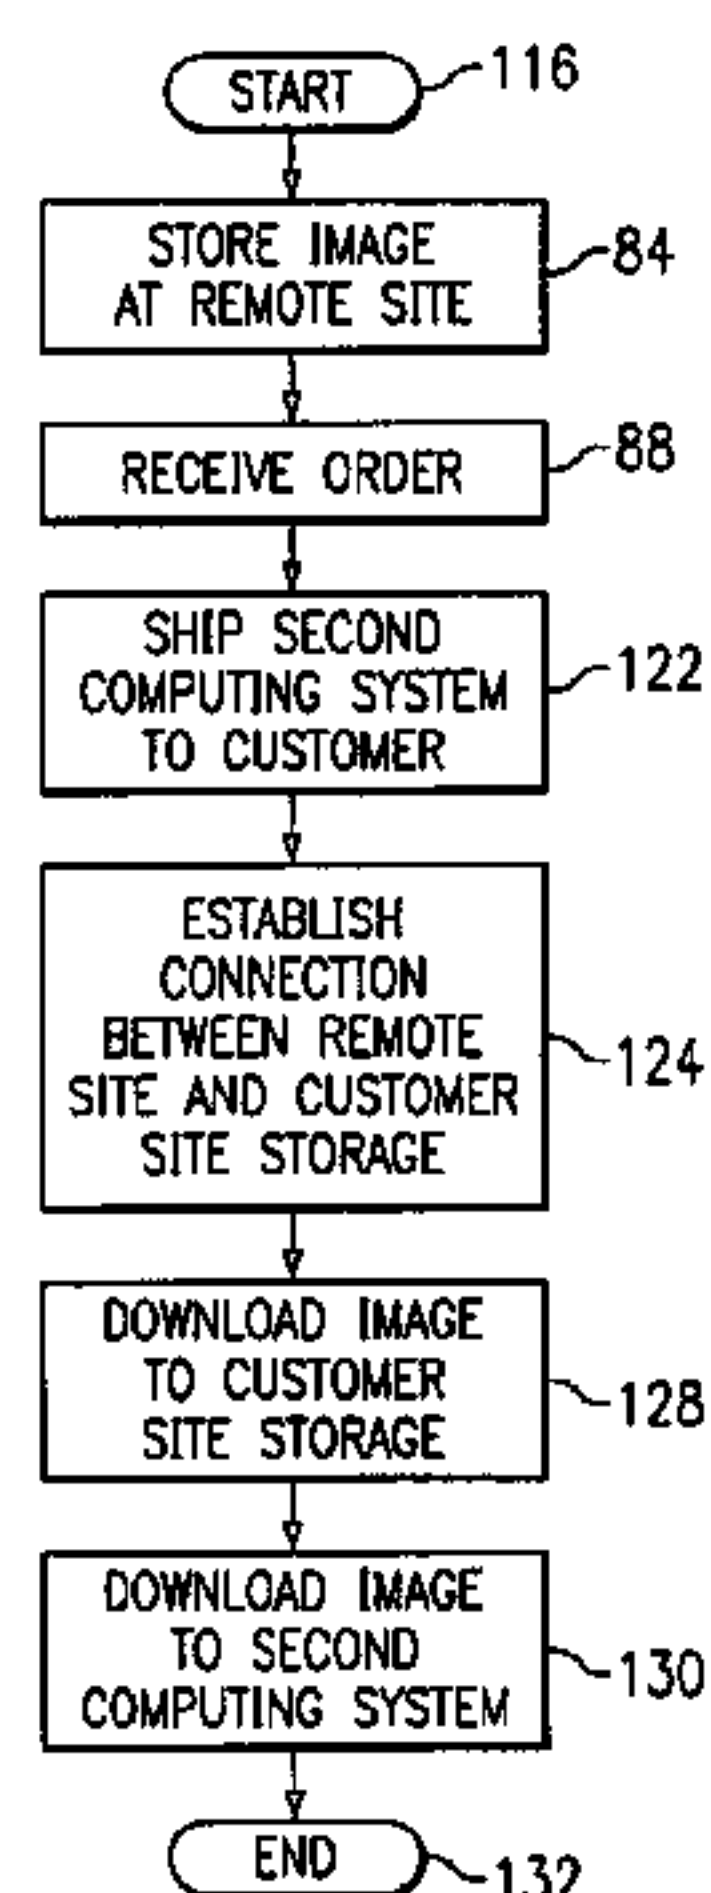 START
116
STORE IMAGE
AT REMOTE SITE
84
RECEIVE ORDER
88
SHIP SECOND
COMPUTING SYSTEM
TO CUSTOMER
122
ESTABLISH
CONNECTION
BETWEEN REMOTE
SITE AND CUSTOMER
SITE STORAGE
124
DOWNLOAD IMAGE
TO CUSTOMER
SITE STORAGE
128
DOWNLOAD IMAGE
TO SECOND
COMPUTING SYSTEM
130
END
132